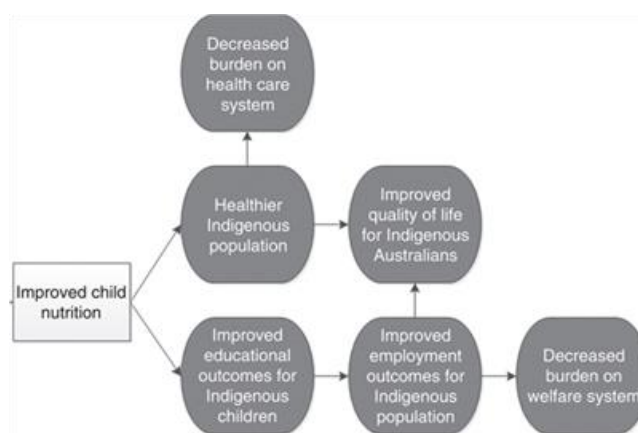 Decreased
burden on
health care
system
Healthier
Indigenous
population
Improved
quality of life
for Indigenous
Australians
Improved child
nutrition
Improved
educational
outcomes for
Indigenous
children
Improved
employment
outcomes for
Indigenous
population
Decreased
burden on
welfare system